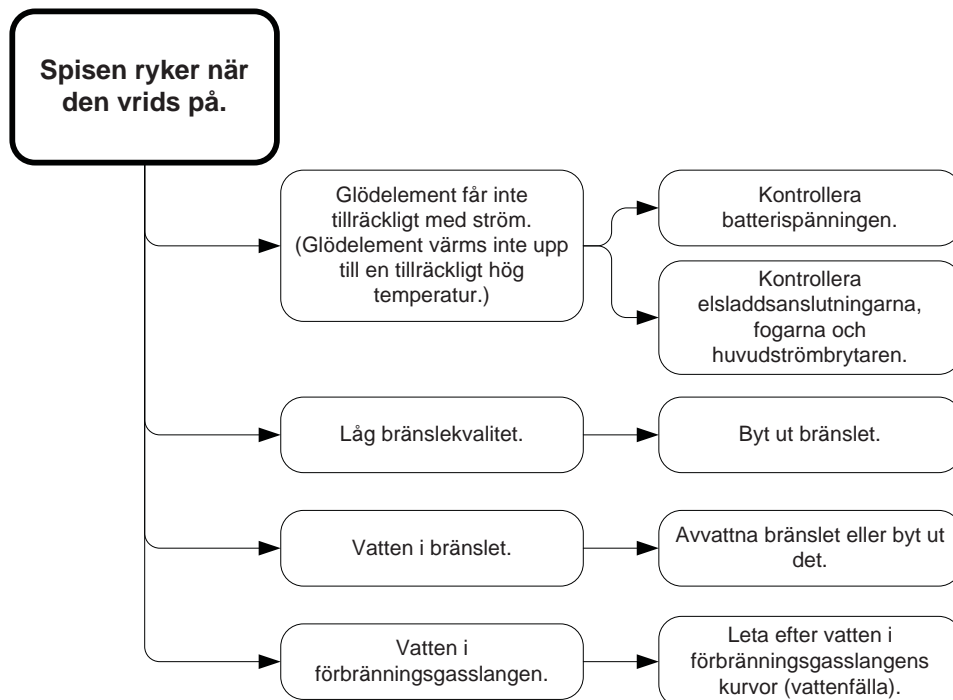 Spisen ryker när
den vrids på.
Glödelement får inte
tillräckligt med ström.
(Glödelement värms inte upp
till en tillräckligt hög
temperatur.)
Kontrollera
batterispänningen.
Kontrollera
elsladdsanslutningarna,
fogarna och
huvudströmbrytaren.
Låg bränslekvalitet.
Byt ut bränslet.
Vatten i bränslet.
Avvattna bränslet eller byt ut
det.
Vatten i
förbränningsgasslangen.
Leta efter vatten i
förbränningsgasslangens
kurvor (vattenfälla).